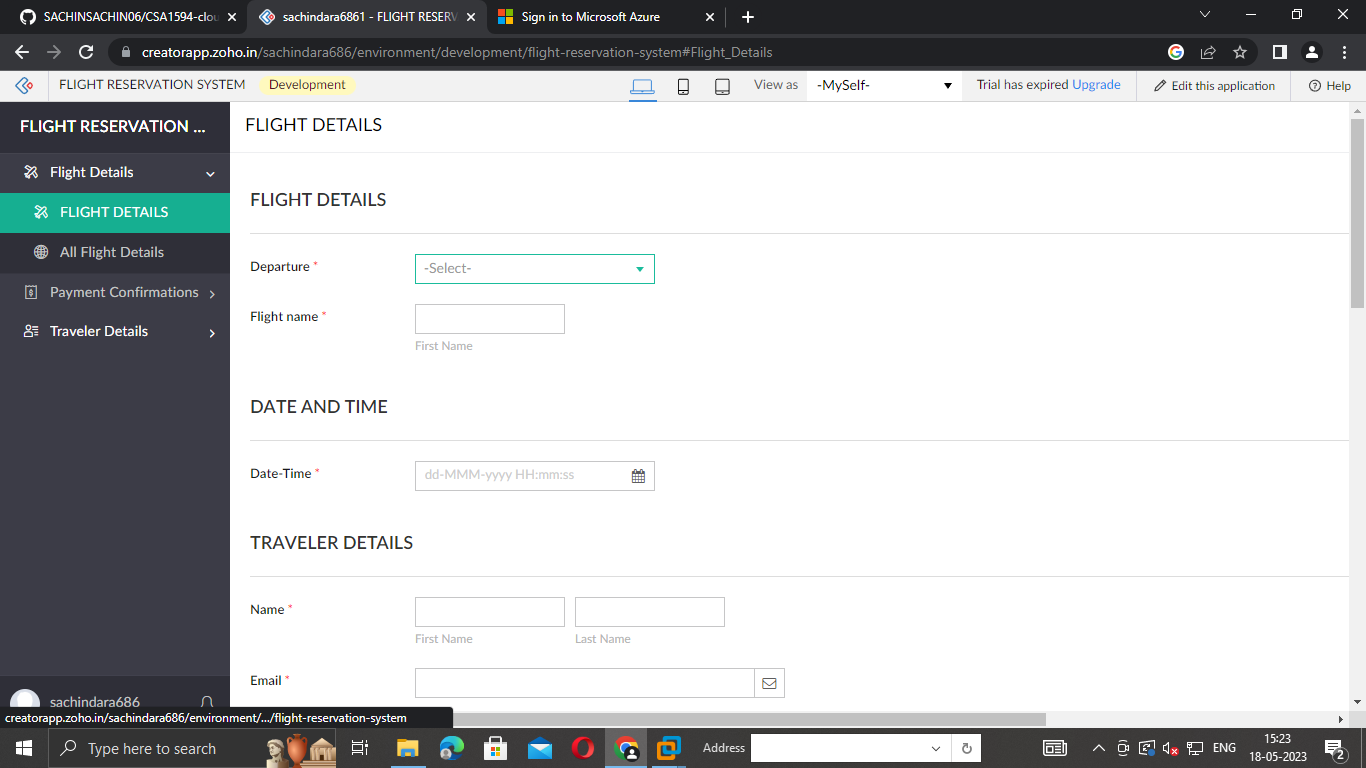 SACHINSACHIN06/CSA1594-clou
sachindara6861 - FLIGHT RESERV
Sign in to Microsoft Azure
creatorapp.zoho.in/sachindara686/environment/development/flight-reservation-system#Flight_Details
FLIGHT RESERVATION SYSTEM
Development
View as
-MySelf-
Trial has expired Upgrade
Edit this application
Help
FLIGHT RESERVATION ...
Flight Details
FLIGHT DETAILS
All Flight Details
Payment Confirmations
Traveler Details
sachindara686
FLIGHT DETAILS
FLIGHT DETAILS
Departure *
-Select-
Flight name *
First Name
DATE AND TIME
Date-Time *
dd-MMM-yyyy HH:mm:ss
TRAVELER DETAILS
Name *
First Name
Last Name
Email *
creatorapp.zoho.in/sachindara686/environment/.../flight-reservation-system
Type here to search
Address
ENG
15:23
18-05-2023
2